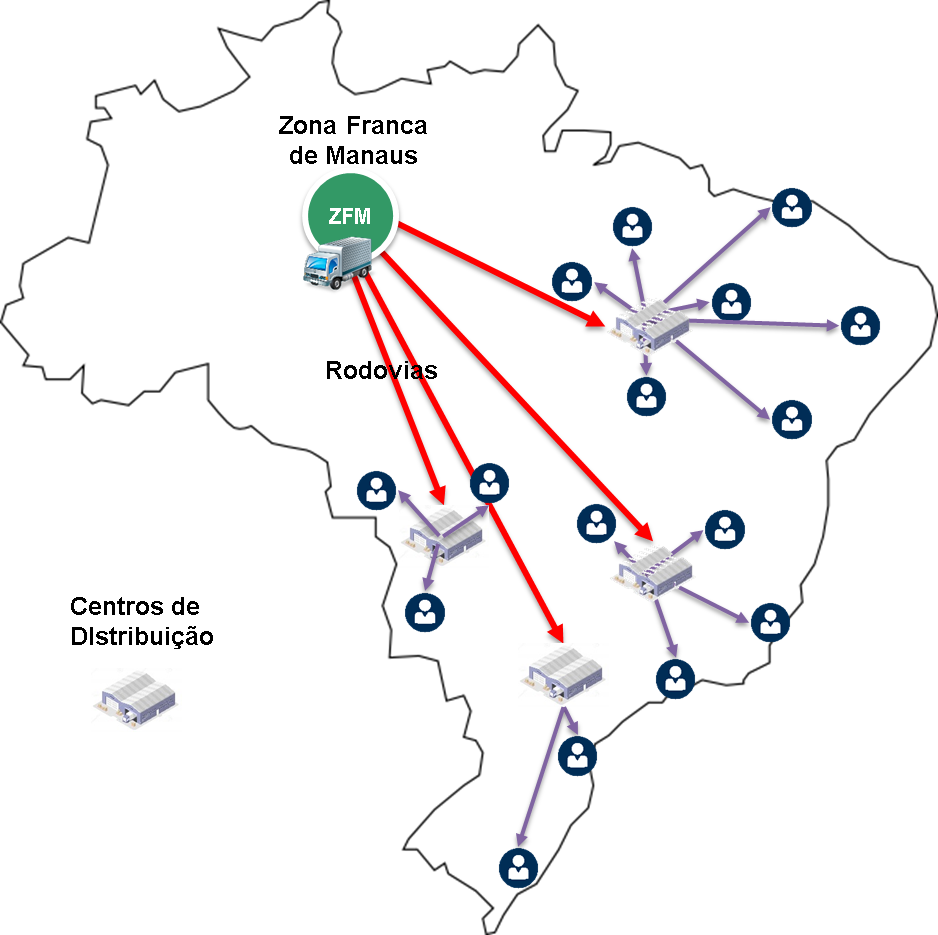 Zona Franca
de Manaus
ZFM
Rodovias
Centros de
DIstribuição